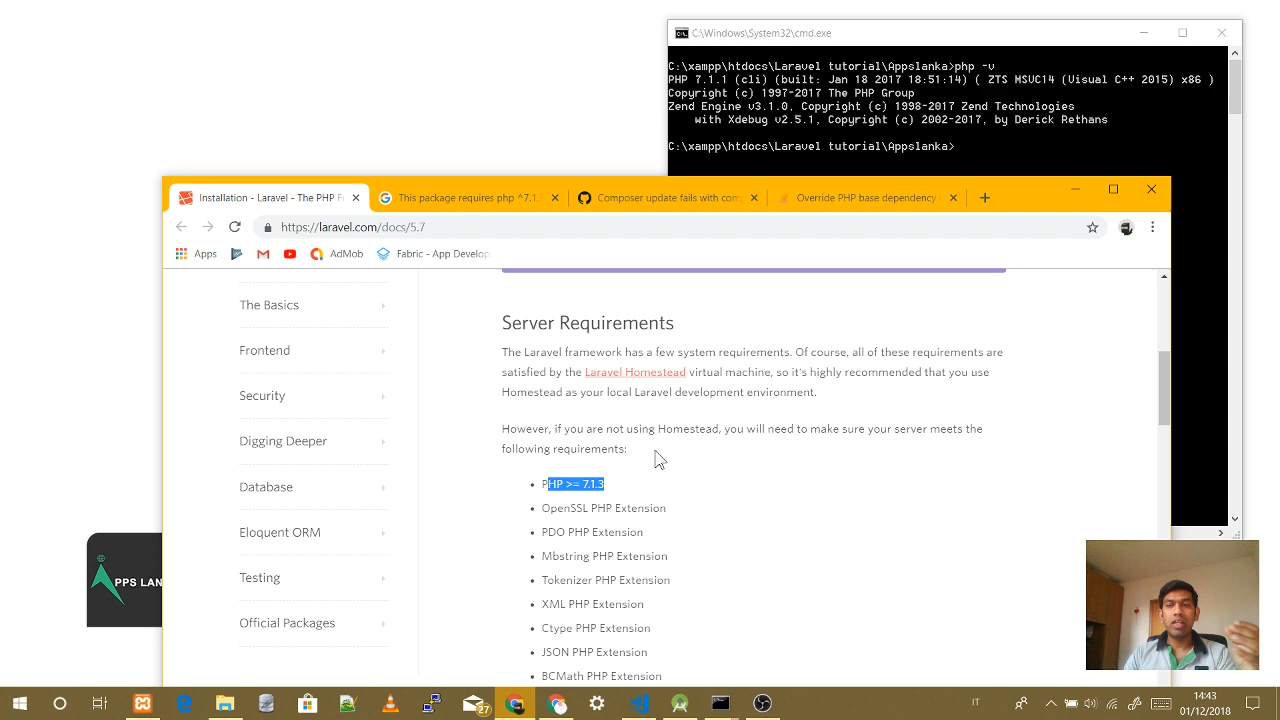 C:\Windows\System32\cmd.exe
C:\xampp\htdocs\Laravel tutorial\Appslanka>php -v
PHP 7.1.1 (cli) (built: Jan 18 2017 18:51:14) ( ZTS MSVC14 (Visual C++ 2015) x86 )
Copyright (c) 1997-2017 The PHP Group
Zend Engine v3.1.0, Copyright (c) 1998-2017 Zend Technologies
with Xdebug v2.5.1, Copyright (c) 2002-2017, by Derick Rethans
C:\xampp\htdocs\Laravel tutorial\Appslanka>
Installation - Laravel - The PHP F
This package requires php ^7.1.
Composer update fails with com
Override PHP base dependency
https://laravel.com/docs/5.7
Apps
AdMob
Fabric - App Develop
The Basics
Frontend
Security
Digging Deeper
Database
Eloquent ORM
Testing
Official Packages
Server Requirements
The Laravel framework has a few system requirements. Of course, all of these requirements are
satisfied by the Laravel Homestead virtual machine, so it's highly recommended that you use
Homestead as your local Laravel development environment.
However, if you are not using Homestead, you will need to make sure your server meets the
following requirements:
PHP >= 7.1.3
OpenSSL PHP Extension
PDO PHP Extension
Mbstring PHP Extension
Tokenizer PHP Extension
XML PHP Extension
Ctype PHP Extension
JSON PHP Extension
BCMath PHP Extension
PPS LAN
17
IT
14:43
01/12/2018